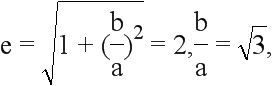 e = √(1 + (b/a)²) = 2, b/a = √3,